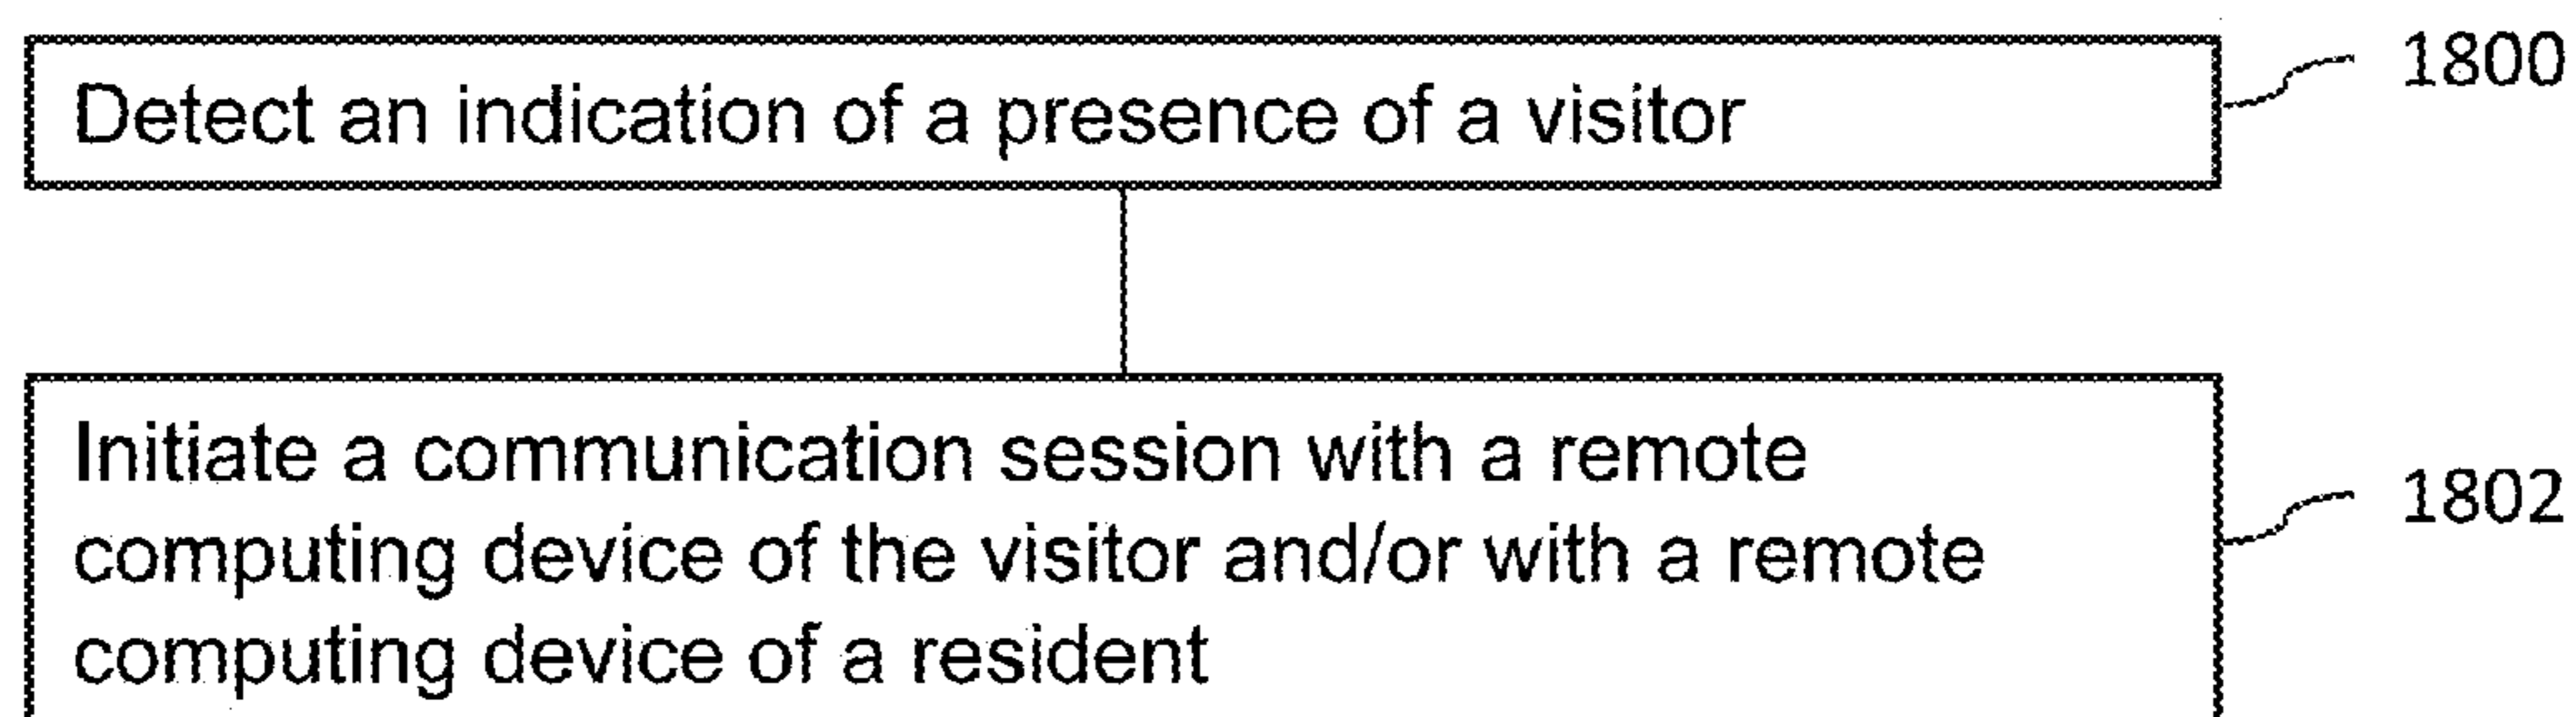 Detect an indication of a presence of a visitor
1800
Initiate a communication session with a remote
computing device of the visitor and/or with a remote
computing device of a resident
1802